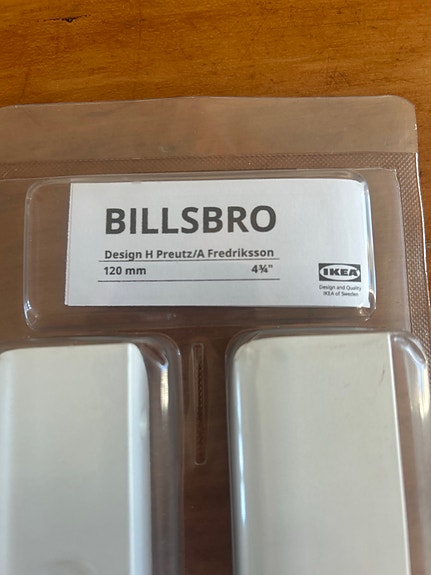 BILLSBRO
Design H Preutz/A Fredriksson
120 mm 4¾"
IKEA
Design and Quality
IKEA of Sweden